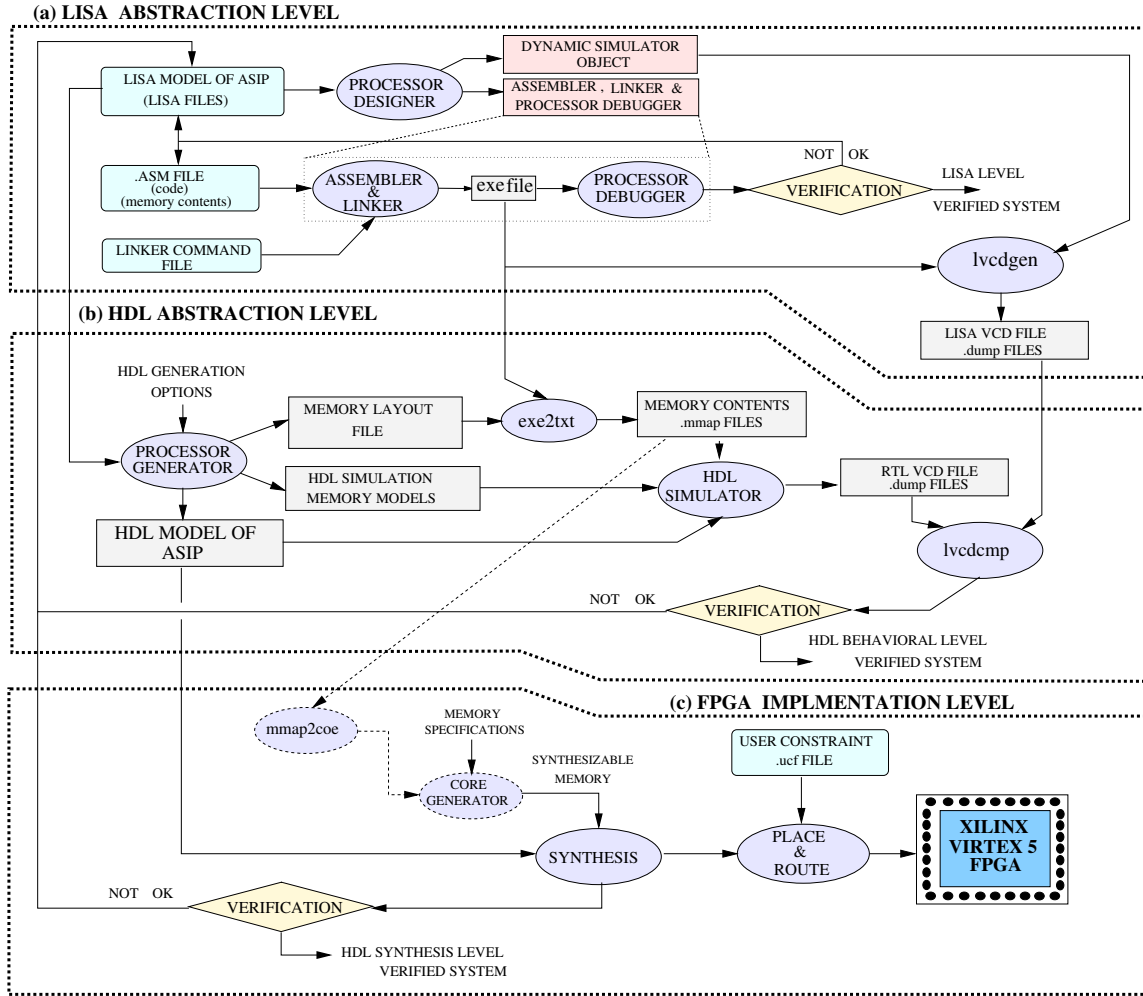 (a) LISA ABSTRACTION LEVEL
DYNAMIC SIMULATOR
OBJECT
LISA MODEL OF ASIP
(LISA FILES)
PROCESSOR
DESIGNER
ASSEMBLER , LINKER &
PROCESSOR DEBUGGER
NOT OK
.ASM FILE
(code)
(memory contents)
ASSEMBLER
&
LINKER
exe file
PROCESSOR
DEBUGGER
VERIFICATION
LISA LEVEL
VERIFIED SYSTEM
LINKER COMMAND
FILE
lvcdgen
(b) HDL ABSTRACTION LEVEL
LISA VCD FILE
.dump FILES
HDL GENERATION
OPTIONS
MEMORY LAYOUT
FILE
exe2txt
MEMORY CONTENTS
.mmap FILES
PROCESSOR
GENERATOR
HDL SIMULATION
MEMORY MODELS
HDL
SIMULATOR
RTL VCD FILE
.dump FILES
HDL MODEL OF
ASIP
lvcdcmp
NOT OK
VERIFICATION
HDL BEHAVIORAL LEVEL
VERIFIED SYSTEM
(c) FPGA IMPLMENTATION LEVEL
mmap2coe
MEMORY
SPECIFICATIONS
USER CONSTRAINT
.ucf FILE
CORE
GENERATOR
SYNTHESIZABLE
MEMORY
SYNTHESIS
PLACE
&
ROUTE
XILINX
VIRTEX 5
FPGA
NOT OK
VERIFICATION
HDL SYNTHESIS LEVEL
VERIFIED SYSTEM